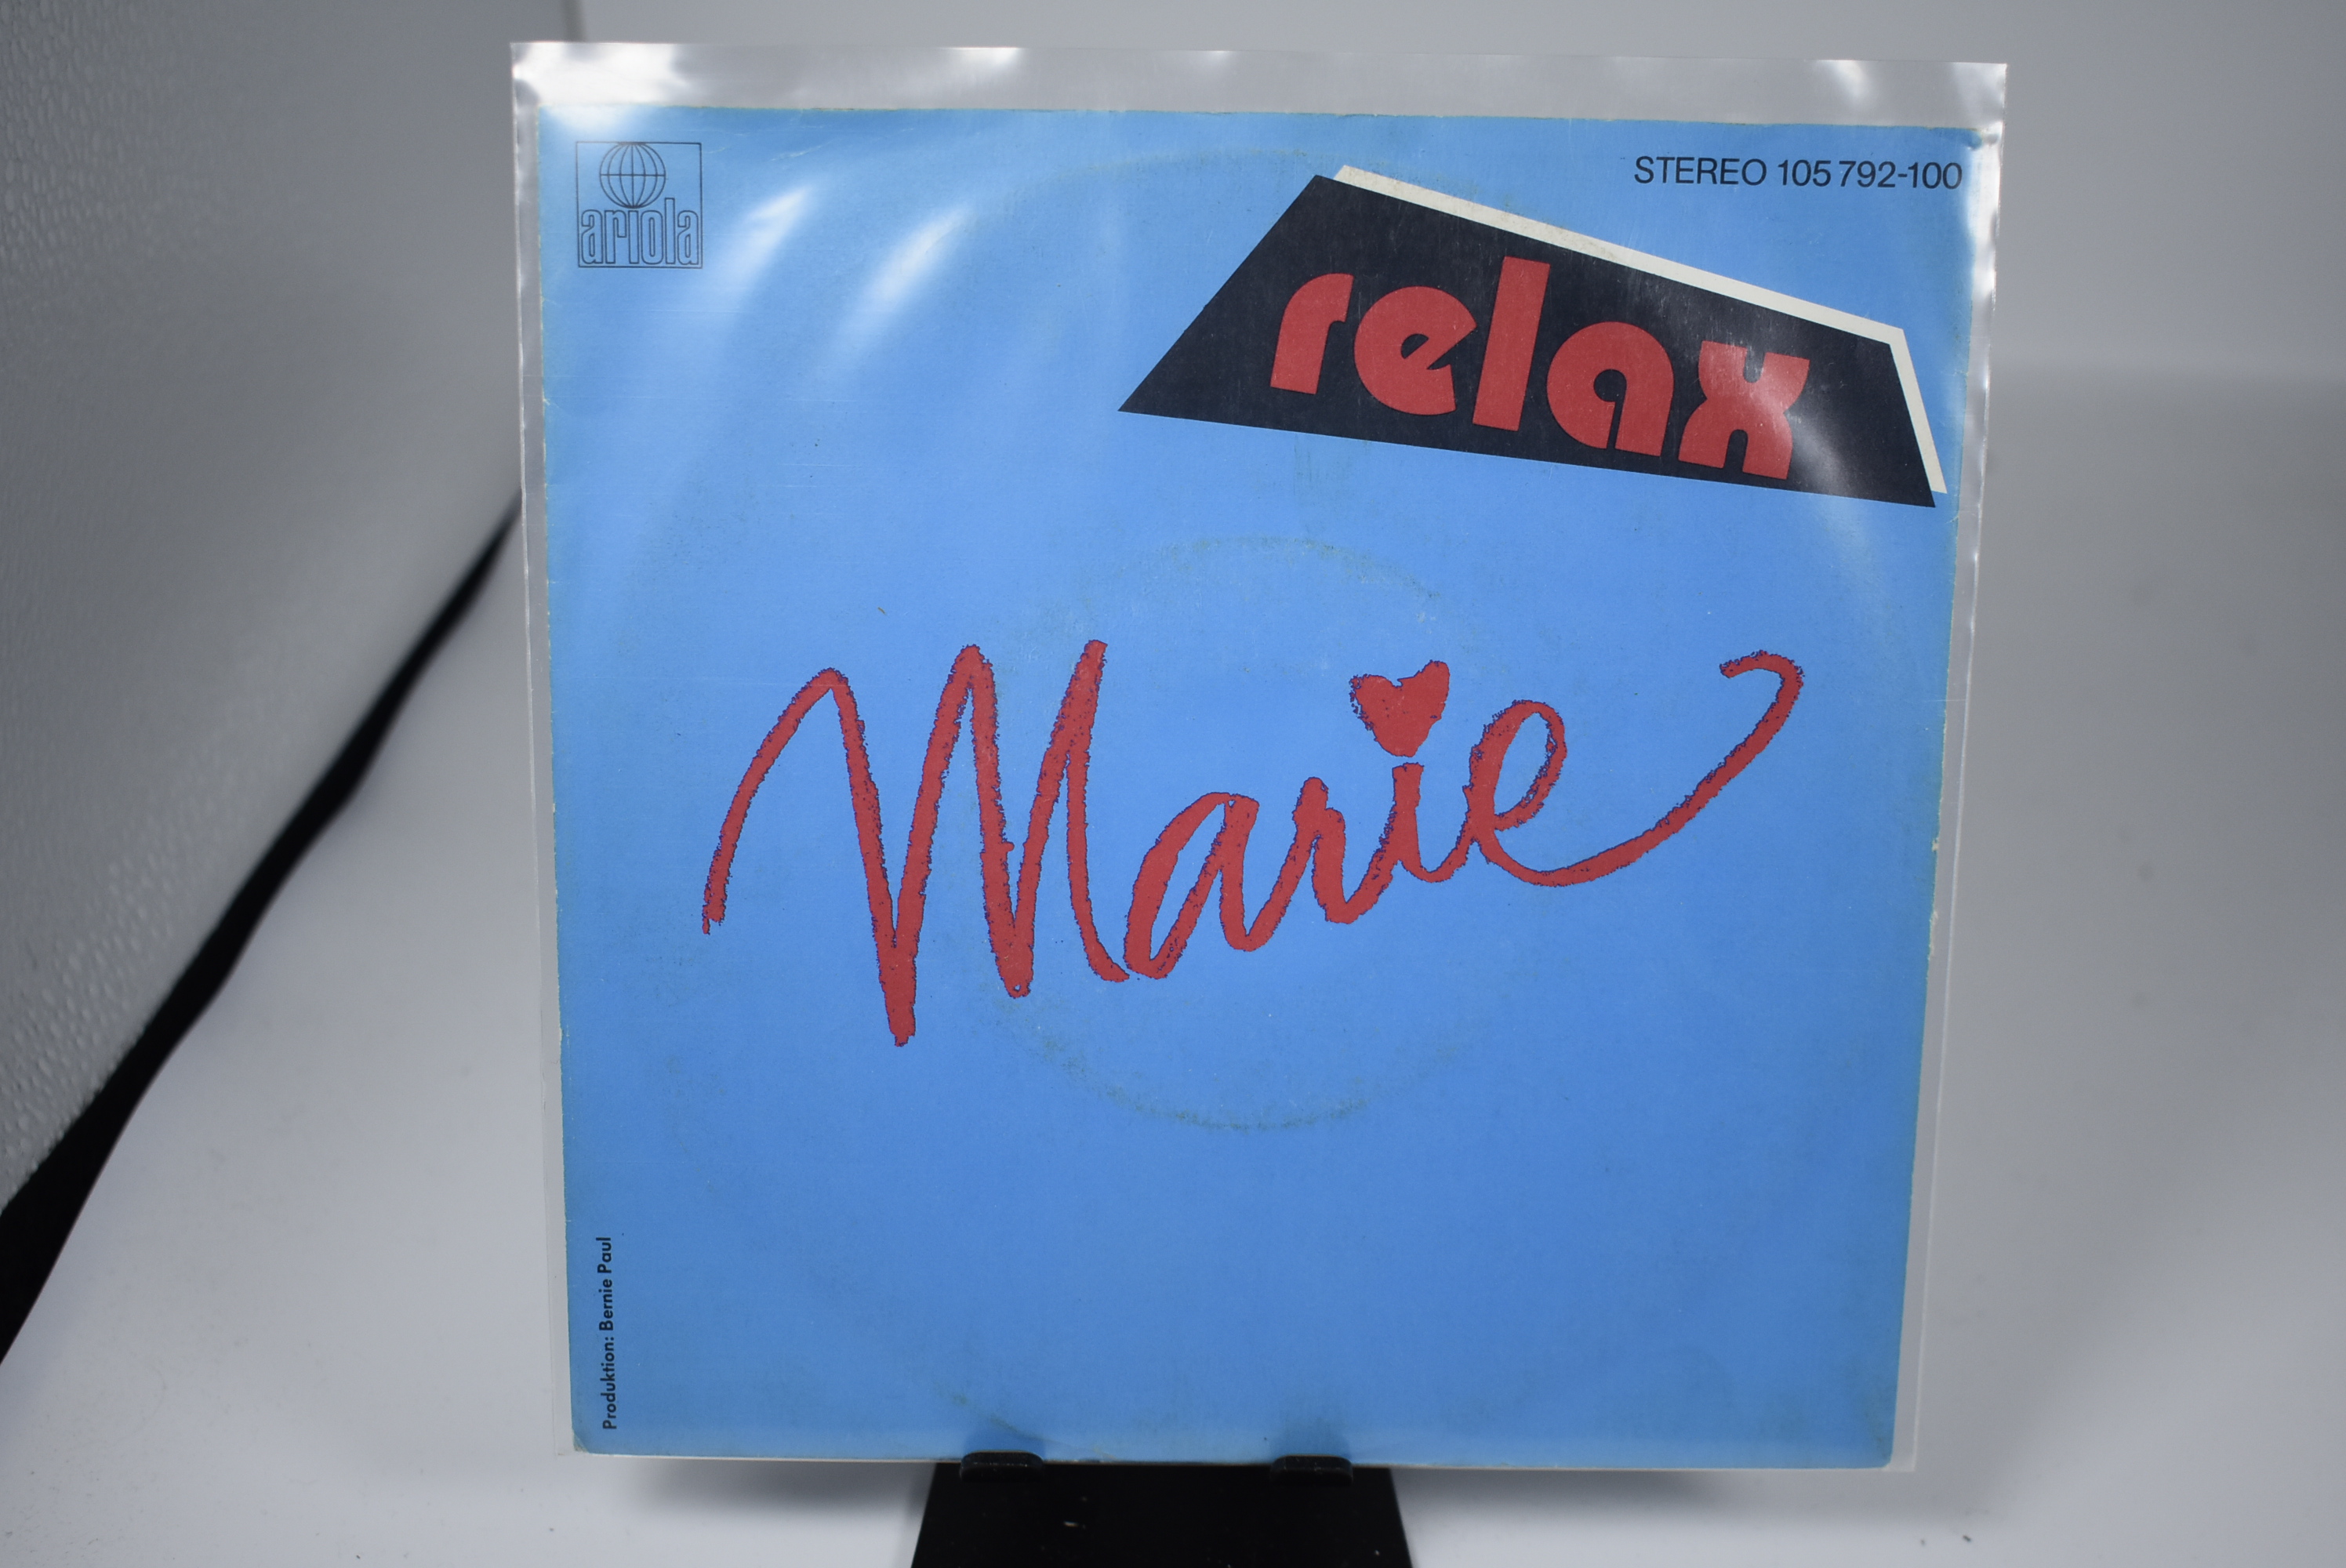 ariola
STEREO 105 792-100
relax
Marie
Produktion: Bernie Paul